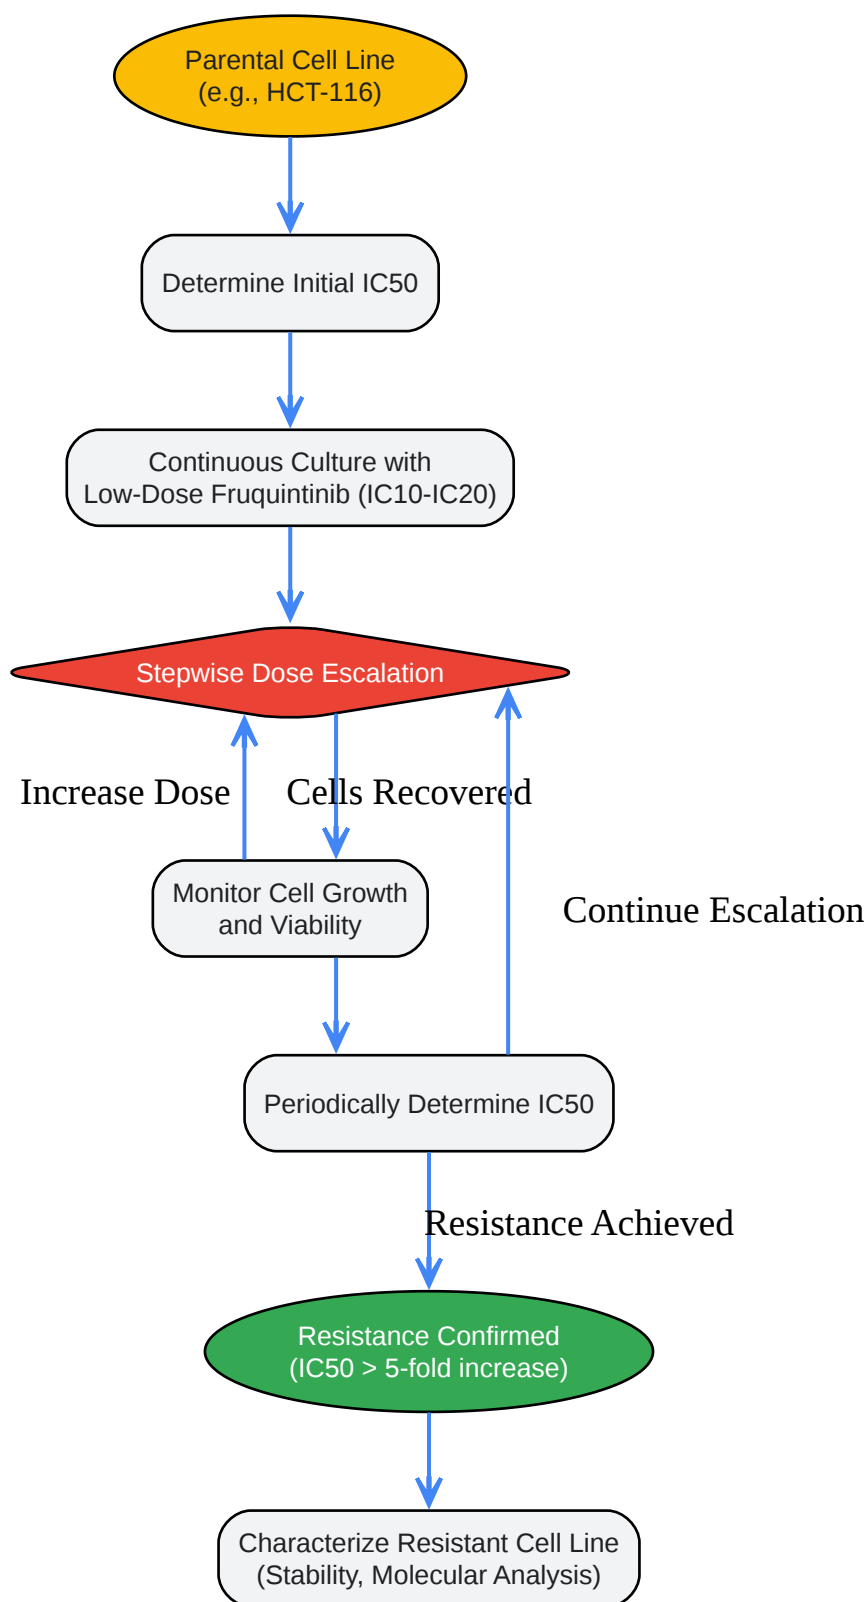 Parental Cell Line
(e.g., HCT-116)
Determine Initial IC50
Continuous Culture with
Low-Dose Fruquintinib (IC10-IC20)
Stepwise Dose Escalation
Increase Dose
Cells Recovered
Monitor Cell Growth
and Viability
Continue Escalation
Periodically Determine IC50
Resistance Achieved
Resistance Confirmed
(IC50 > 5-fold increase)
Characterize Resistant Cell Line
(Stability, Molecular Analysis)